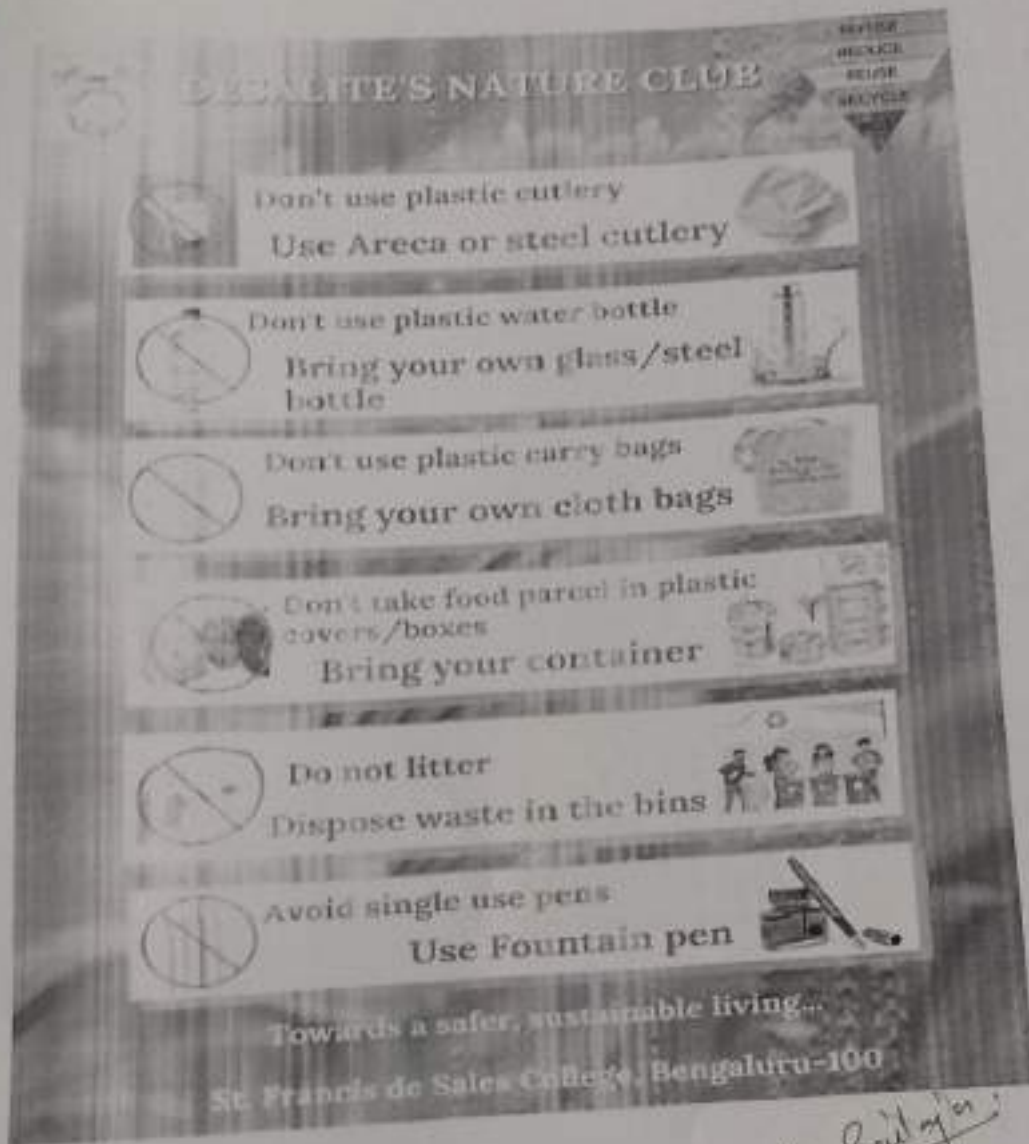 DESALITE'S NATURE CLUB
REFUSE
REDUCE
REUSE
RECYCLE
Don't use plastic cutlery
Use Areca or steel cutlery
Don't use plastic water bottle
Bring your own glass/steel
bottle
Don't use plastic carry bags
Bring your own cloth bags
Don't take food parcel in plastic
covers/boxes
Bring your container
Do not litter
Dispose waste in the bins
Avoid single use pens
Use Fountain pen
Towards a safer, sustainable living...
St. Francis de Sales College, Bengaluru-100